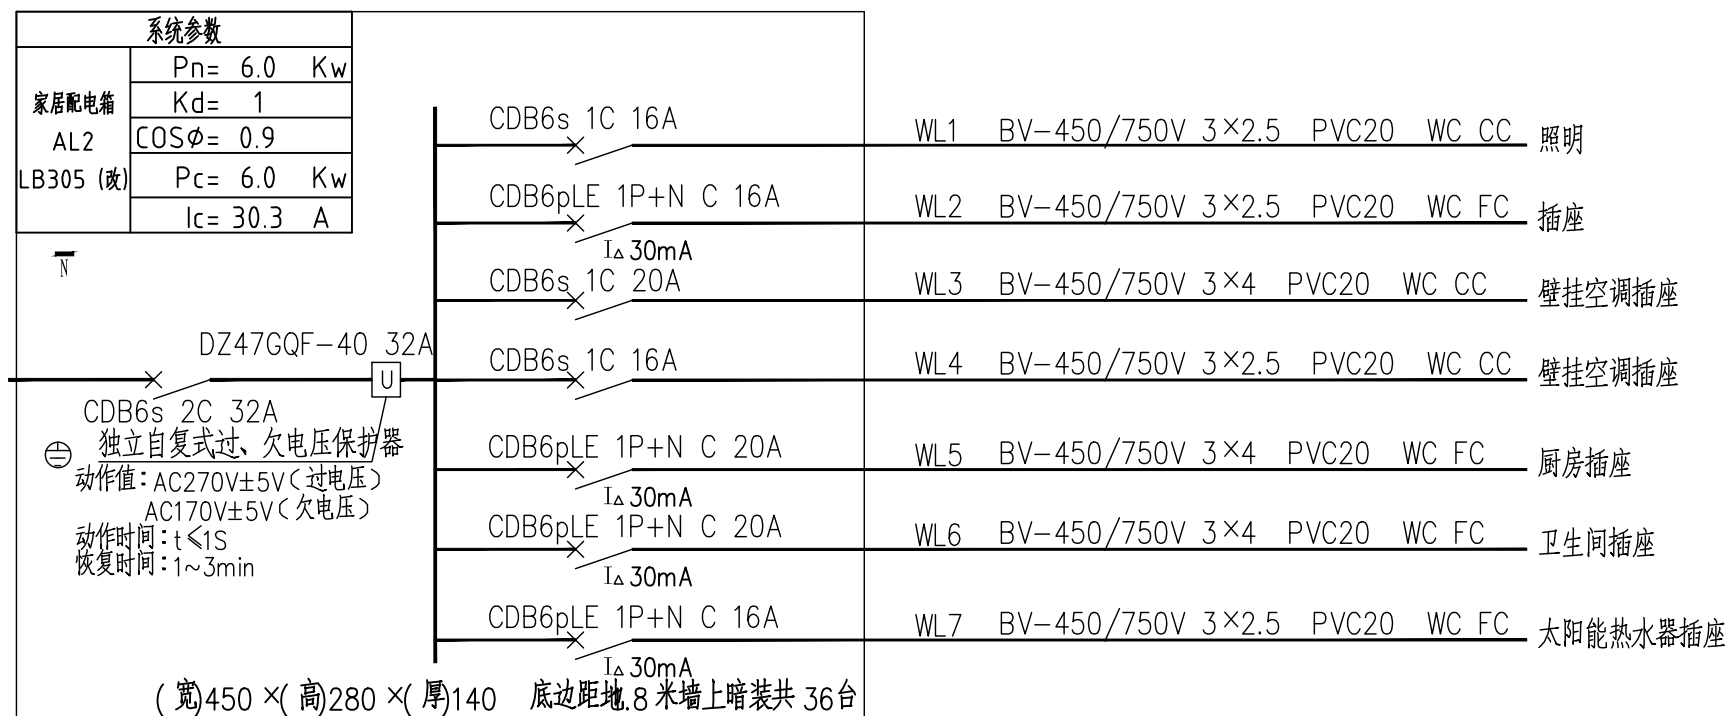 系统参数
家居配电箱
AL2
LB305 (改)
Pn= 6.0 Kw
Kd= 1
COSΦ= 0.9
Pc= 6.0 Kw
Ic= 30.3 A
N
DZ47GQF-40 32A
U
CDB6s 2C 32A
独立自复式过、欠电压保护器
动作值：AC270V±5V(过电压)
AC170V±5V(欠电压)
动作时间：t≤1S
恢复时间：1~3min
CDB6s 1C 16A
WL1 BV-450/750V 3×2.5 PVC20 WC CC 照明
CDB6pLE 1P+N C 16A
WL2 BV-450/750V 3×2.5 PVC20 WC FC 插座
I△ 30mA
CDB6s 1C 20A
WL3 BV-450/750V 3×4 PVC20 WC CC 壁挂空调插座
CDB6s 1C 16A
WL4 BV-450/750V 3×2.5 PVC20 WC CC 壁挂空调插座
CDB6pLE 1P+N C 20A
WL5 BV-450/750V 3×4 PVC20 WC FC 厨房插座
I△ 30mA
CDB6pLE 1P+N C 20A
WL6 BV-450/750V 3×4 PVC20 WC FC 卫生间插座
I△ 30mA
CDB6pLE 1P+N C 16A
WL7 BV-450/750V 3×2.5 PVC20 WC FC 太阳能热水器插座
I△ 30mA
(宽)450×(高)280×(厚)140 底边距地.8米墙上暗装共36台